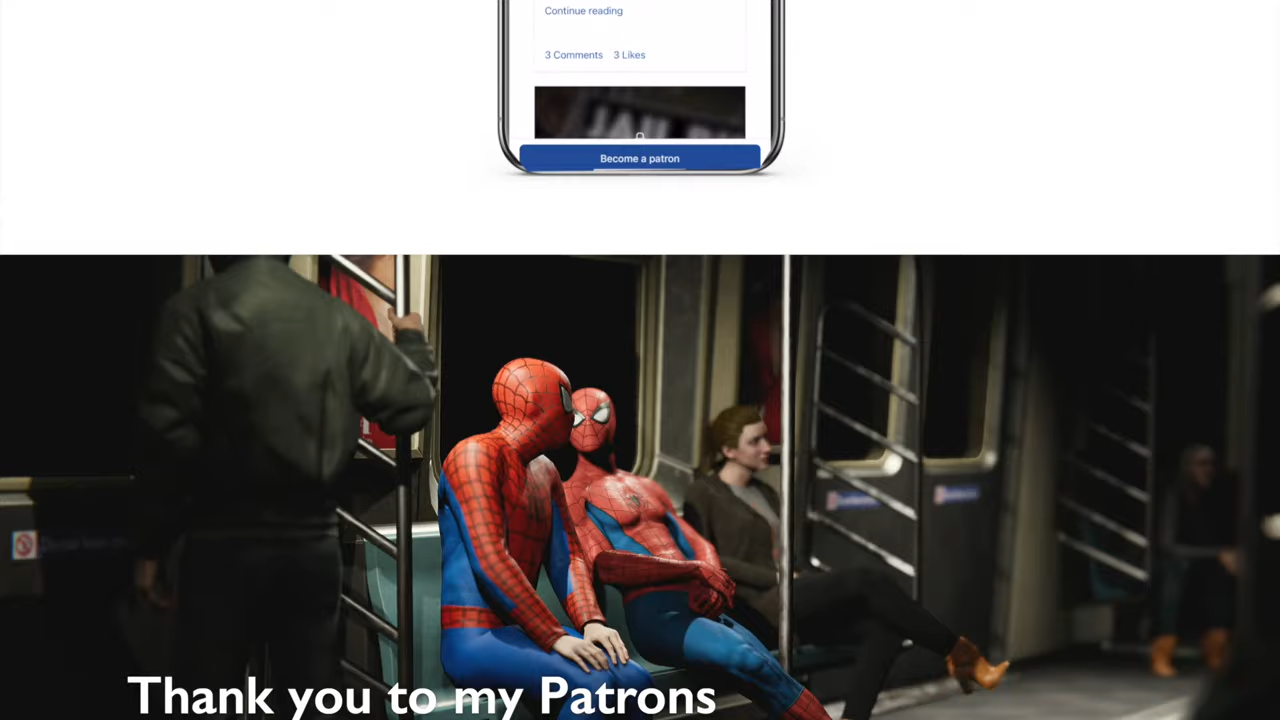 Continue reading
3 Comments 3 Likes
Become a patron
Thank you to my Patrons